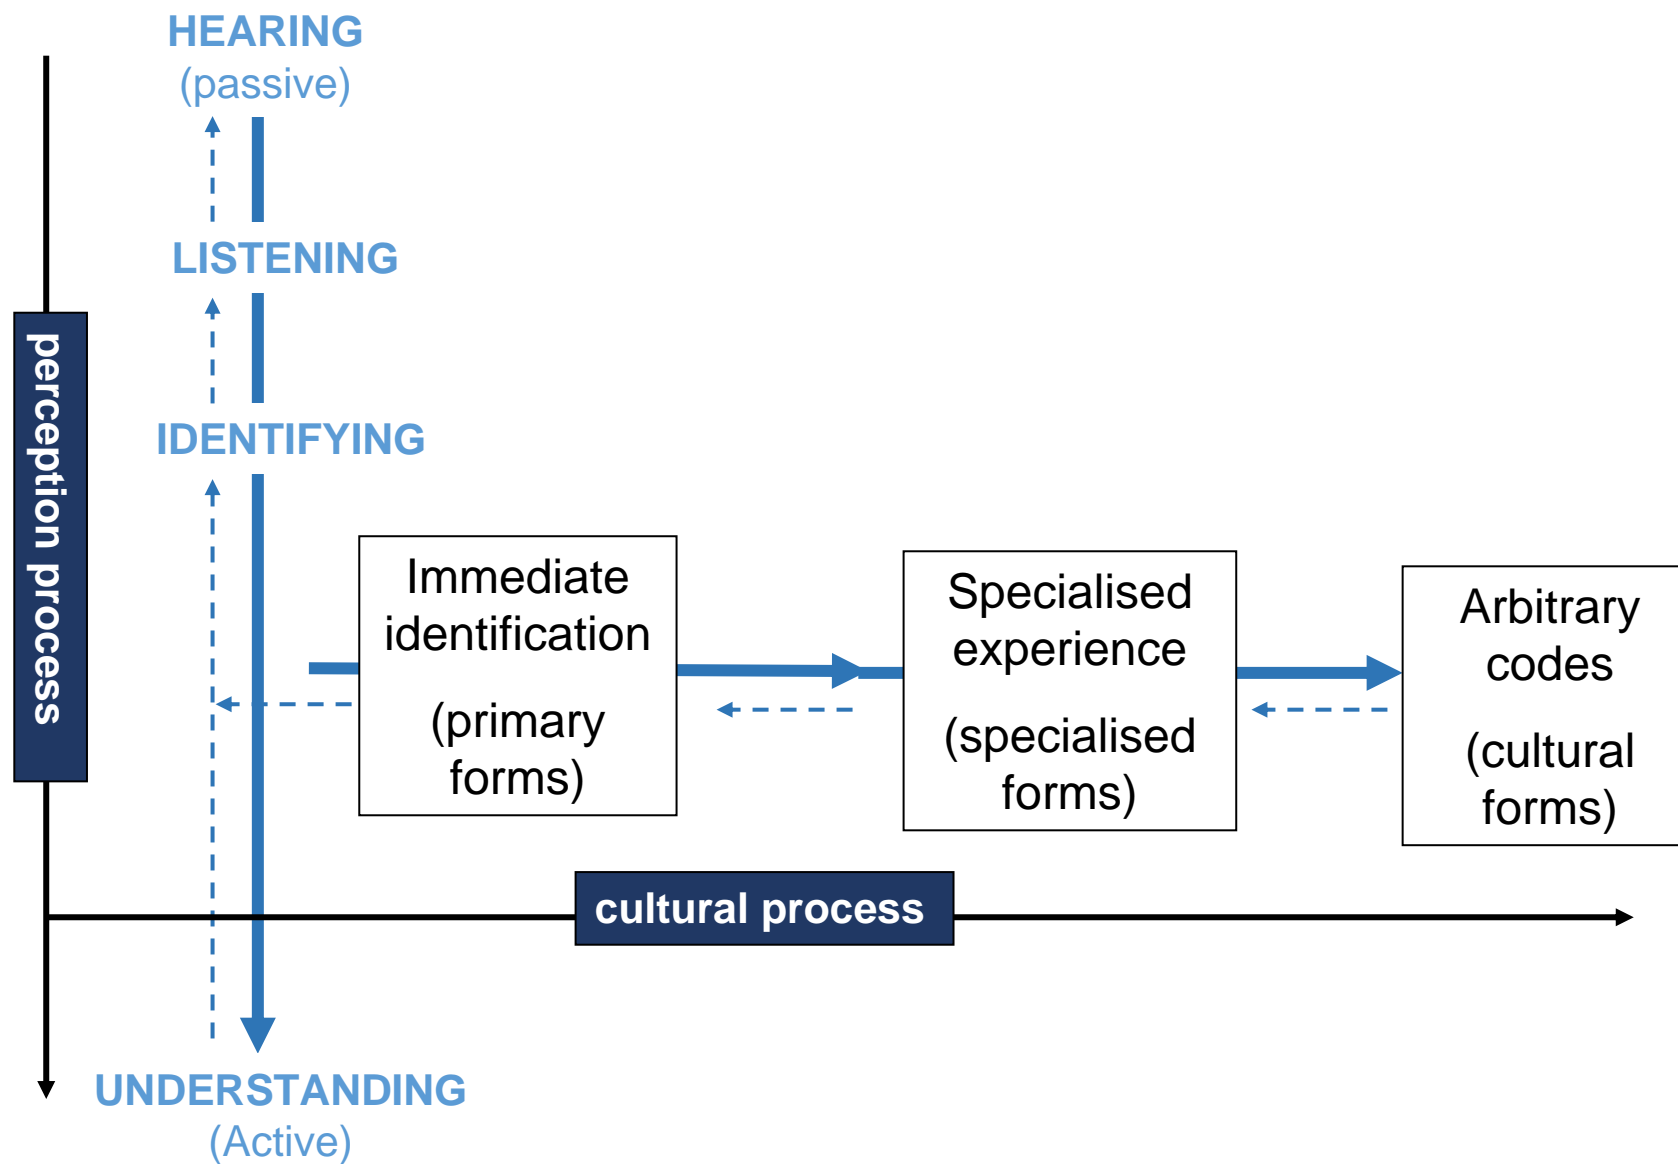 HEARING
(passive)
LISTENING
IDENTIFYING
perception process
Immediate
identification
(primary
forms)
Specialised
experience
(specialised
forms)
Arbitrary
codes
(cultural
forms)
cultural process
UNDERSTANDING
(Active)